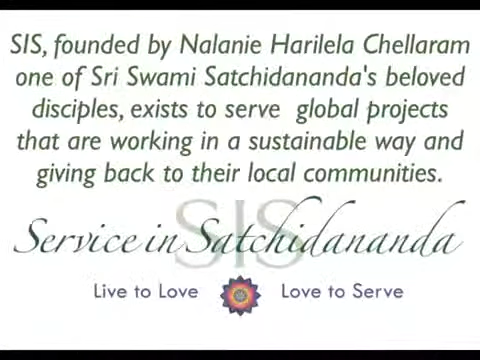 SIS, founded by Nalanie Harilela Chellaram
one of Sri Swami Satchidananda's beloved
disciples, exists to serve global projects
that are working in a sustainable way and
giving back to their local communities.
SIS
Service in Satchidananda
Live to Love Love to Serve